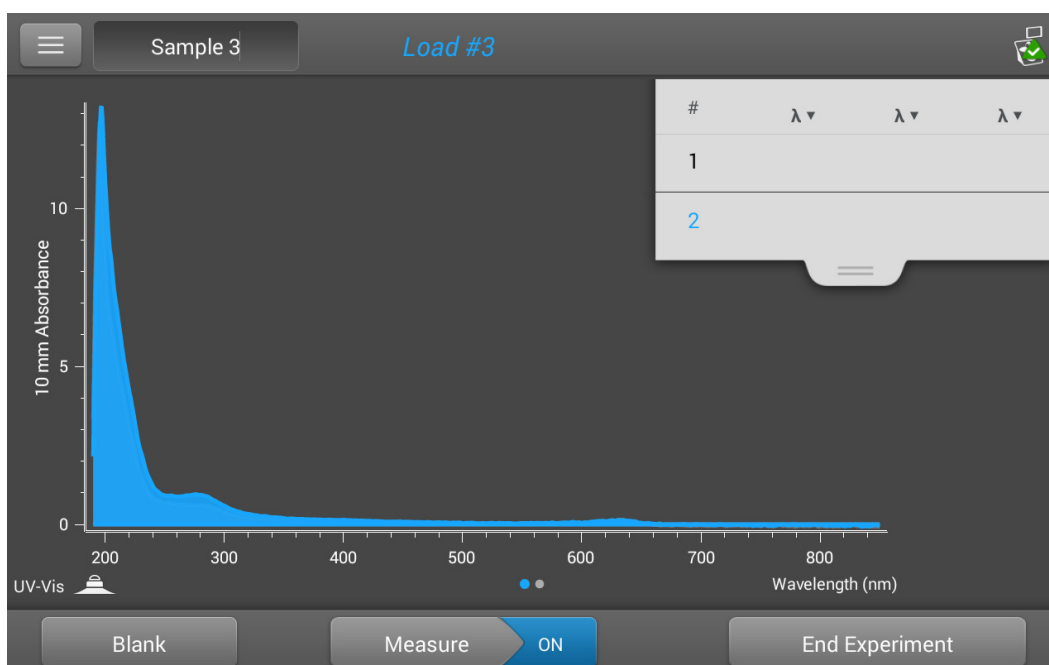 Sample 3
Load #3
# λ ▾ λ ▾ λ ▾
1
2
10
5
0
10 mm Absorbance
200 300 400 500 600 700 800
UV-Vis
Wavelength (nm)
Blank
Measure
ON
End Experiment